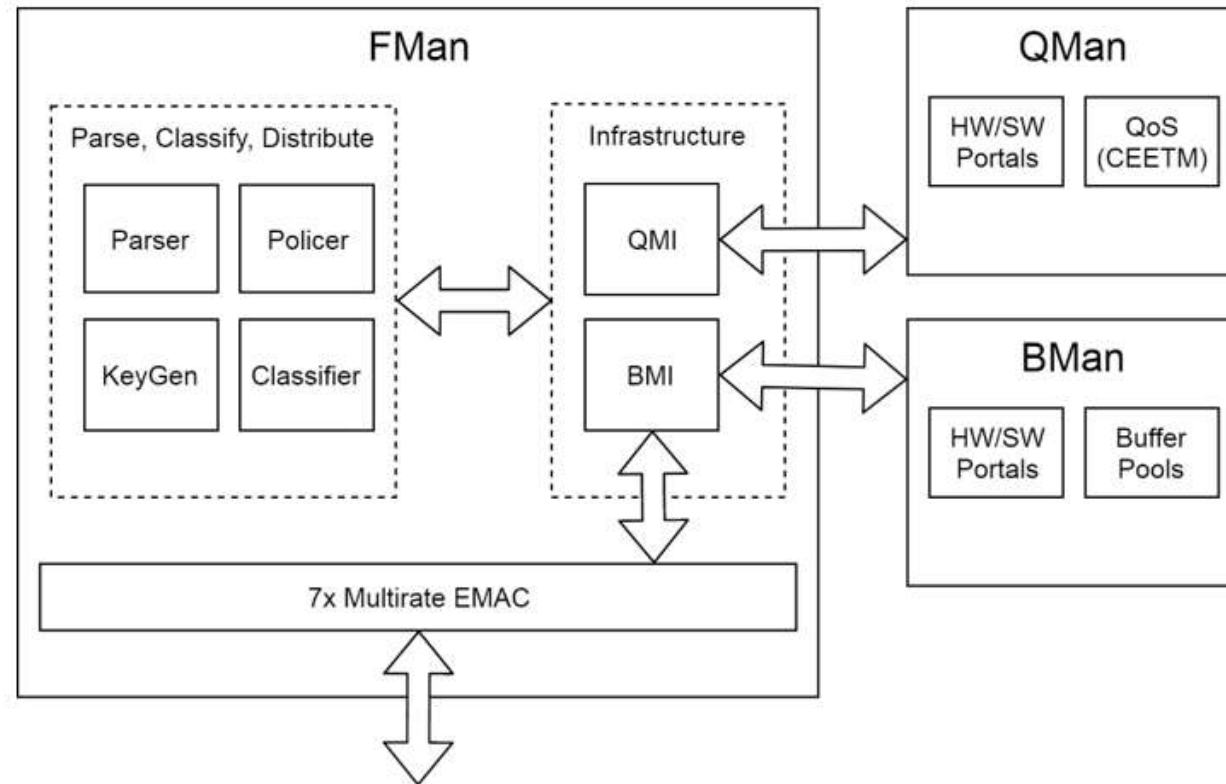 FMan
Parse, Classify, Distribute
Parser
Policer
KeyGen
Classifier
Infrastructure
QMI
BMI
7x Multirate EMAC
QMan
HW/SW
Portals
QoS
(CEETM)
BMan
HW/SW
Portals
Buffer
Pools